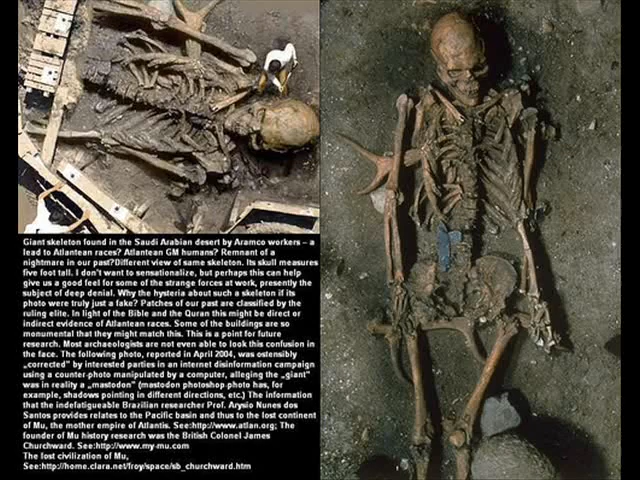 Giant skeleton found in the Saudi Arabian desert by Aramco workers – a
lead to Atlantean races? Atlantean GM humans? Remnant of a
nightmare in our past?Different view of same skeleton. Its skull measures
five foot tall. I don't want to sensationalize, but perhaps this can help
give us a good feel for some of the strange forces at work, presently the
subject of deep denial. Why the hysteria about such a skeleton if its
photo were truly just a fake? Patches of our past are classified by the
ruling elite. In light of the Bible and the Quran this might be direct or
indirect evidence of Atlantean races. Some of the buildings are so
monumental that they might match this. This is a point for future
research. Most archaeologists are not even able to look this confusion in
the face. The following photo, reported in April 2004, was ostensibly
„corrected" by interested parties in an internet disinformation campaign
using a counter-photo manipulated by a computer, alleging the „giant"
was in reality a „mastodon" (mastodon photoshop photo has, for
example, shadows pointing in different directions, etc.) The information
that the indefateguable Brazilian researcher Prof. Arysio Nunes dos
Santos provides relates to the Pacific basin and thus to the lost continent
of Mu, the mother empire of Atlantis. See:http://www.atlan.org; The
founder of Mu history research was the British Colonel James
Churchward. See:http://www.my-mu.com
The lost civilization of Mu,
See:http://home.clara.net/froy/space/sb_churchward.htm